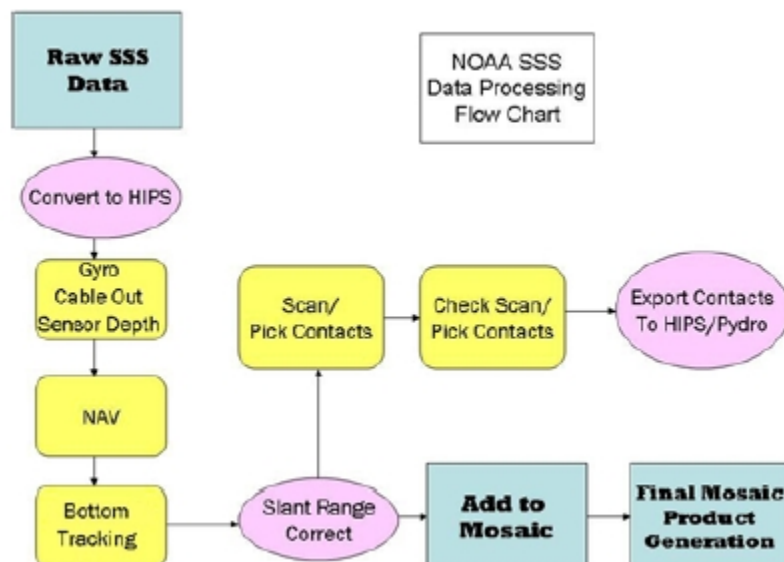 Raw SSS
Data
NOAA SSS
Data Processing
Flow Chart
Convert to HIPS
Gyro
Cable Out
Sensor Depth
Scan/
Pick Contacts
Check Scan/
Pick Contacts
Export Contacts
To HIPS/Pydro
NAV
Bottom
Tracking
Slant Range
Correct
Add to
Mosaic
Final Mosaic
Product
Generation